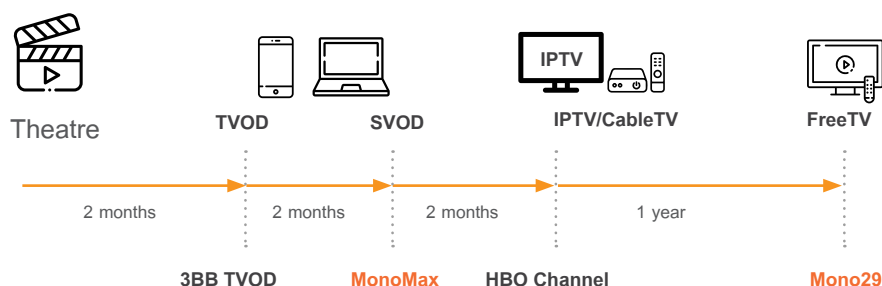 IPTV
Theatre
TVOD
SVOD
IPTV/CableTV
FreeTV
2 months
2 months
2 months
1 year
3BB TVOD
MonoMax
HBO Channel
Mono29